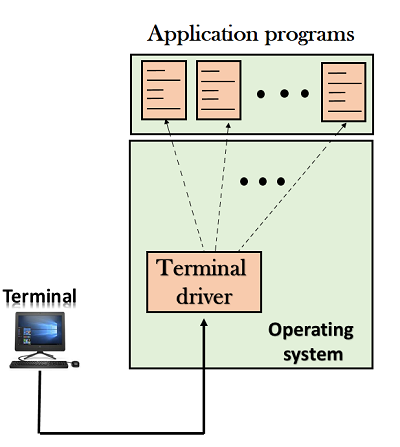 Application programs
Terminal
driver
Terminal
Operating
system